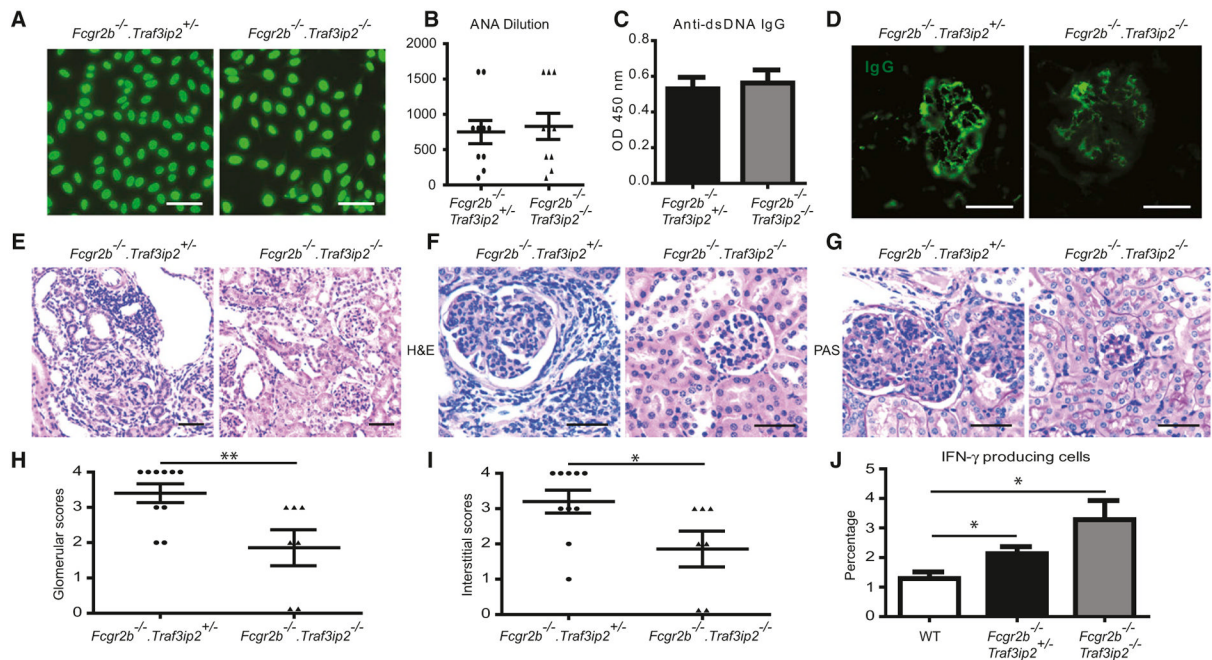 A
Fcgr2b-/-.Traf3ip2+/-
Fcgr2b-/-.Traf3ip2-/-
B
ANA Dilution
2000
1500
1000
500
0
Fcgr2b-/-
Traf3ip2+/-
Fcgr2b-/-
Traf3ip2-/-
C
Anti-dsDNA IgG
OD 450 nm
0.8
0.6
0.4
0.2
0.0
Fcgr2b-/-
Traf3ip2+/-
Fcgr2b-/-
Traf3ip2-/-
D
Fcgr2b-/-.Traf3ip2+/-
Fcgr2b-/-.Traf3ip2-/-
IgG
E
Fcgr2b-/-.Traf3ip2+/-
Fcgr2b-/-.Traf3ip2-/-
F
Fcgr2b-/-.Traf3ip2+/-
Fcgr2b-/-.Traf3ip2-/-
H&E
G
Fcgr2b-/-.Traf3ip2+/-
Fcgr2b-/-.Traf3ip2-/-
PAS
H
**
Glomerular scores
4
3
2
1
0
Fcgr2b-/-.Traf3ip2+/-
Fcgr2b-/-.Traf3ip2-/-
I
*
Interstitial scores
4
3
2
1
0
Fcgr2b-/-.Traf3ip2+/-
Fcgr2b-/-.Traf3ip2-/-
J
IFN-γ producing cells
*
*
Percentage
5
4
3
2
1
0
WT
Fcgr2b-/-
Traf3ip2+/-
Fcgr2b-/-
Traf3ip2-/-